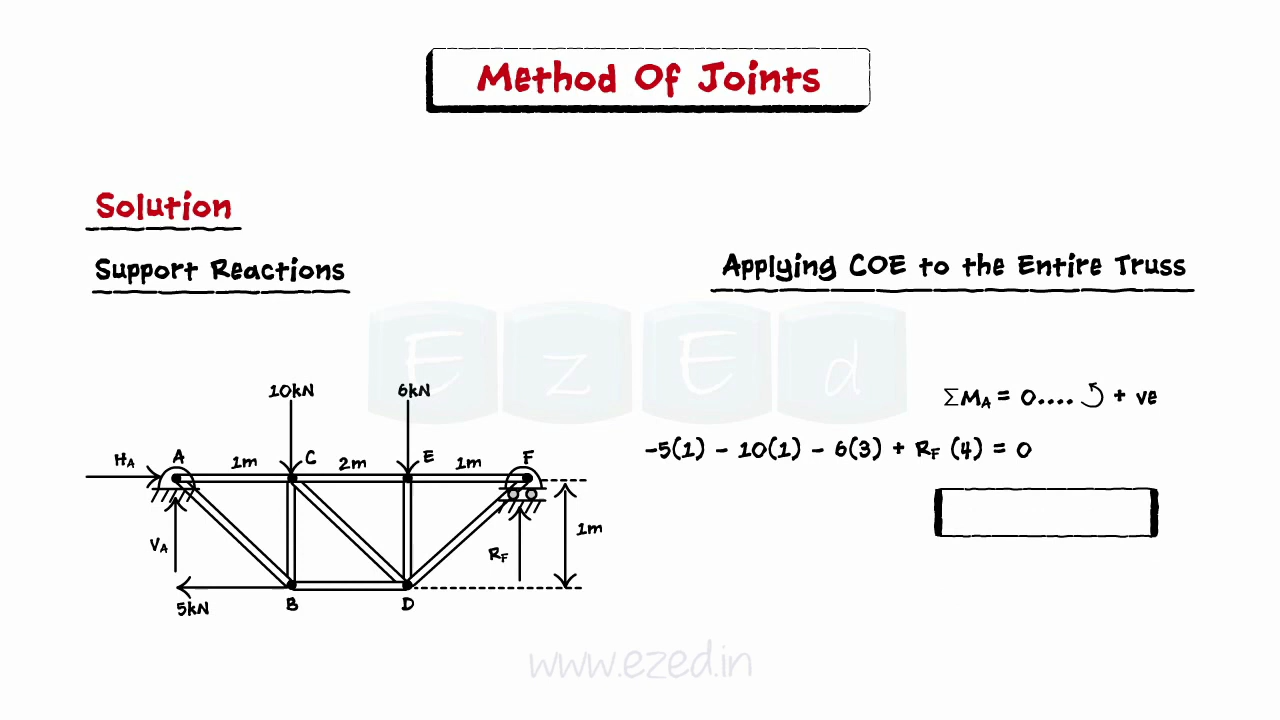 Method Of Joints
Solution
Support Reactions
Applying COE to the Entire Truss
E z E d
10kN 6kN
ΣMA = 0.... + ve
-5(1) - 10(1) - 6(3) + RF (4) = 0
HA A 1m C 2m E 1m F
1m
VA RF
5kN B D
www.ezed.in